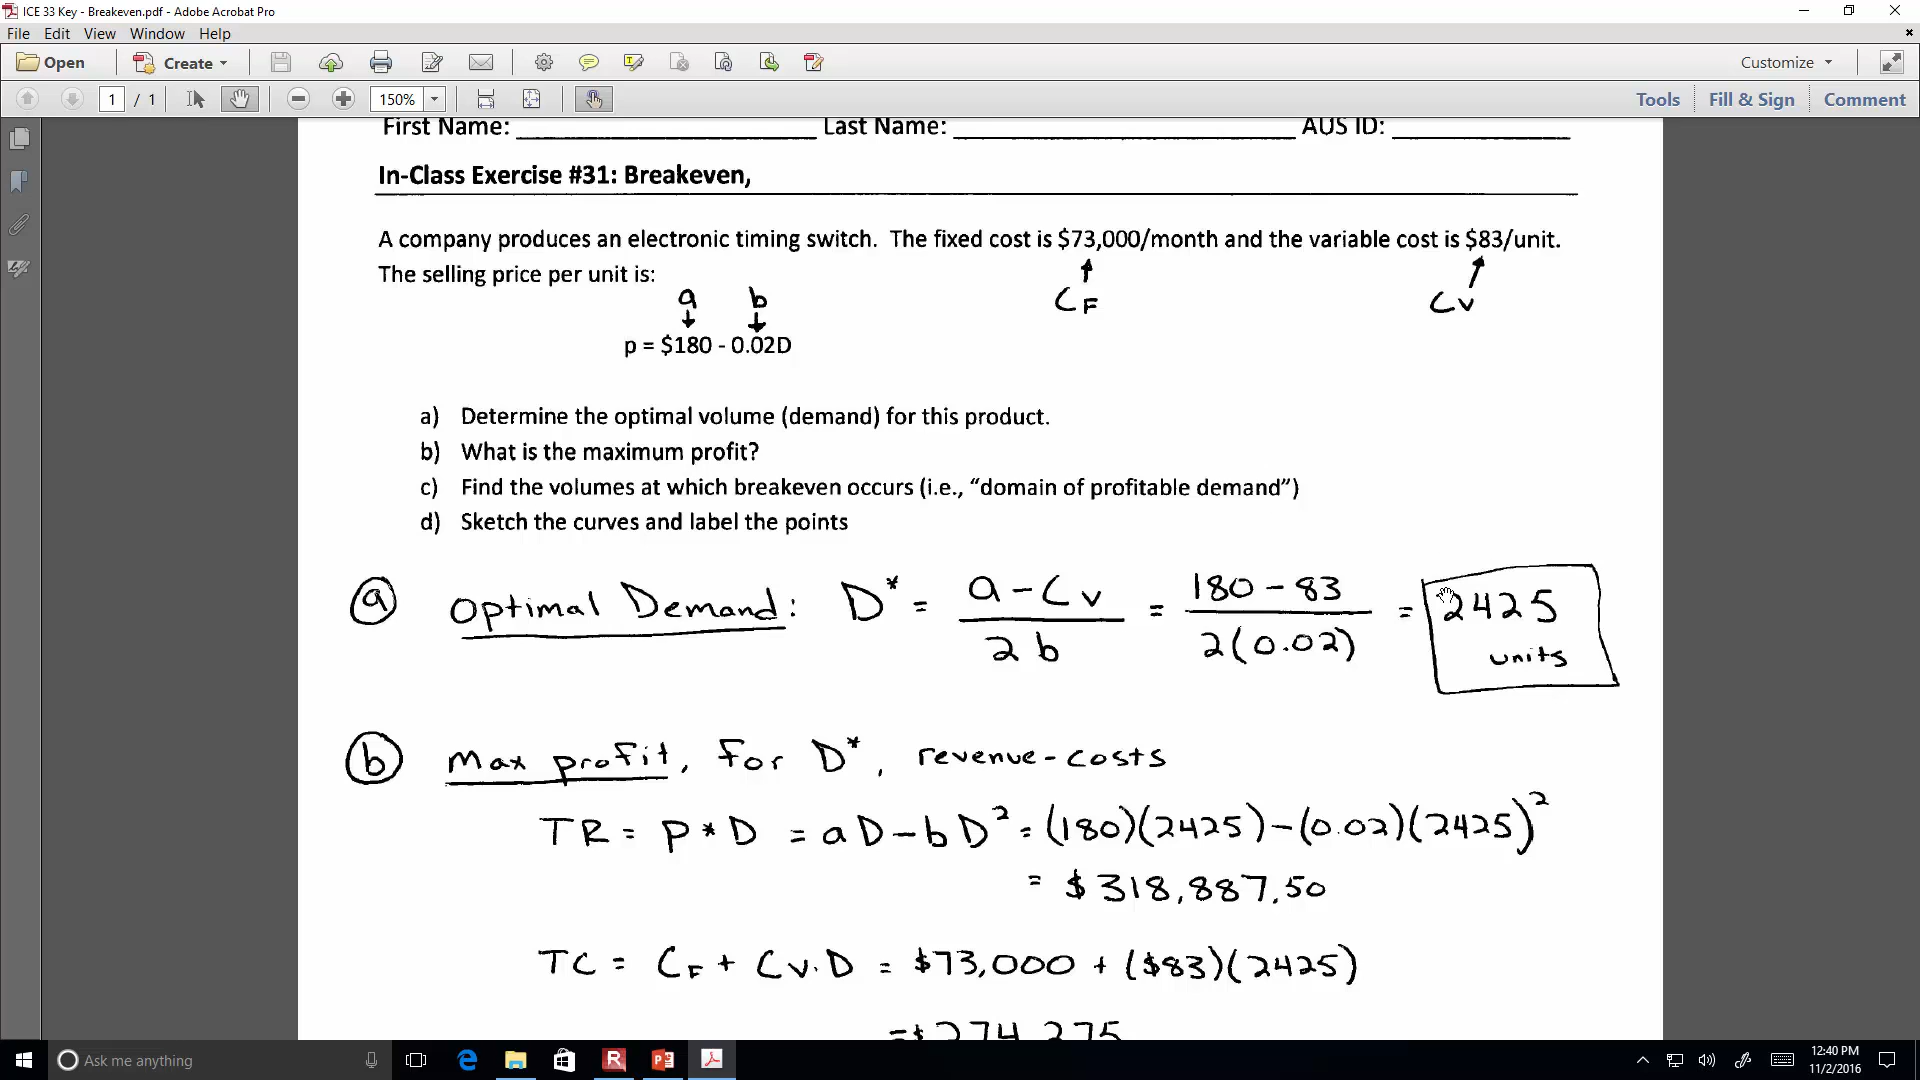 ICE 33 Key - Breakeven.pdf - Adobe Acrobat Pro
File Edit View Window Help
Open Create Customize
1 / 1 150% Tools Fill & Sign Comment
First Name: Last Name: AUS ID:
In-Class Exercise #31: Breakeven,
A company produces an electronic timing switch. The fixed cost is $73,000/month and the variable cost is $83/unit.
The selling price per unit is:
a b CF CV
p = $180 - 0.02D
a) Determine the optimal volume (demand) for this product.
b) What is the maximum profit?
c) Find the volumes at which breakeven occurs (i.e., “domain of profitable demand”)
d) Sketch the curves and label the points
a Optimal Demand: D* = a - Cv / 2b = 180 - 83 / 2(0.02) = 2425 units
b Max profit, For D*, revenue - costs
TR = P * D = aD - bD² = (180)(2425) - (0.02)(2425)²
= $318,887.50
TC = CF + CV.D = $73,000 + ($83)(2425)
= $274,275
Ask me anything 12:40 PM
11/2/2016